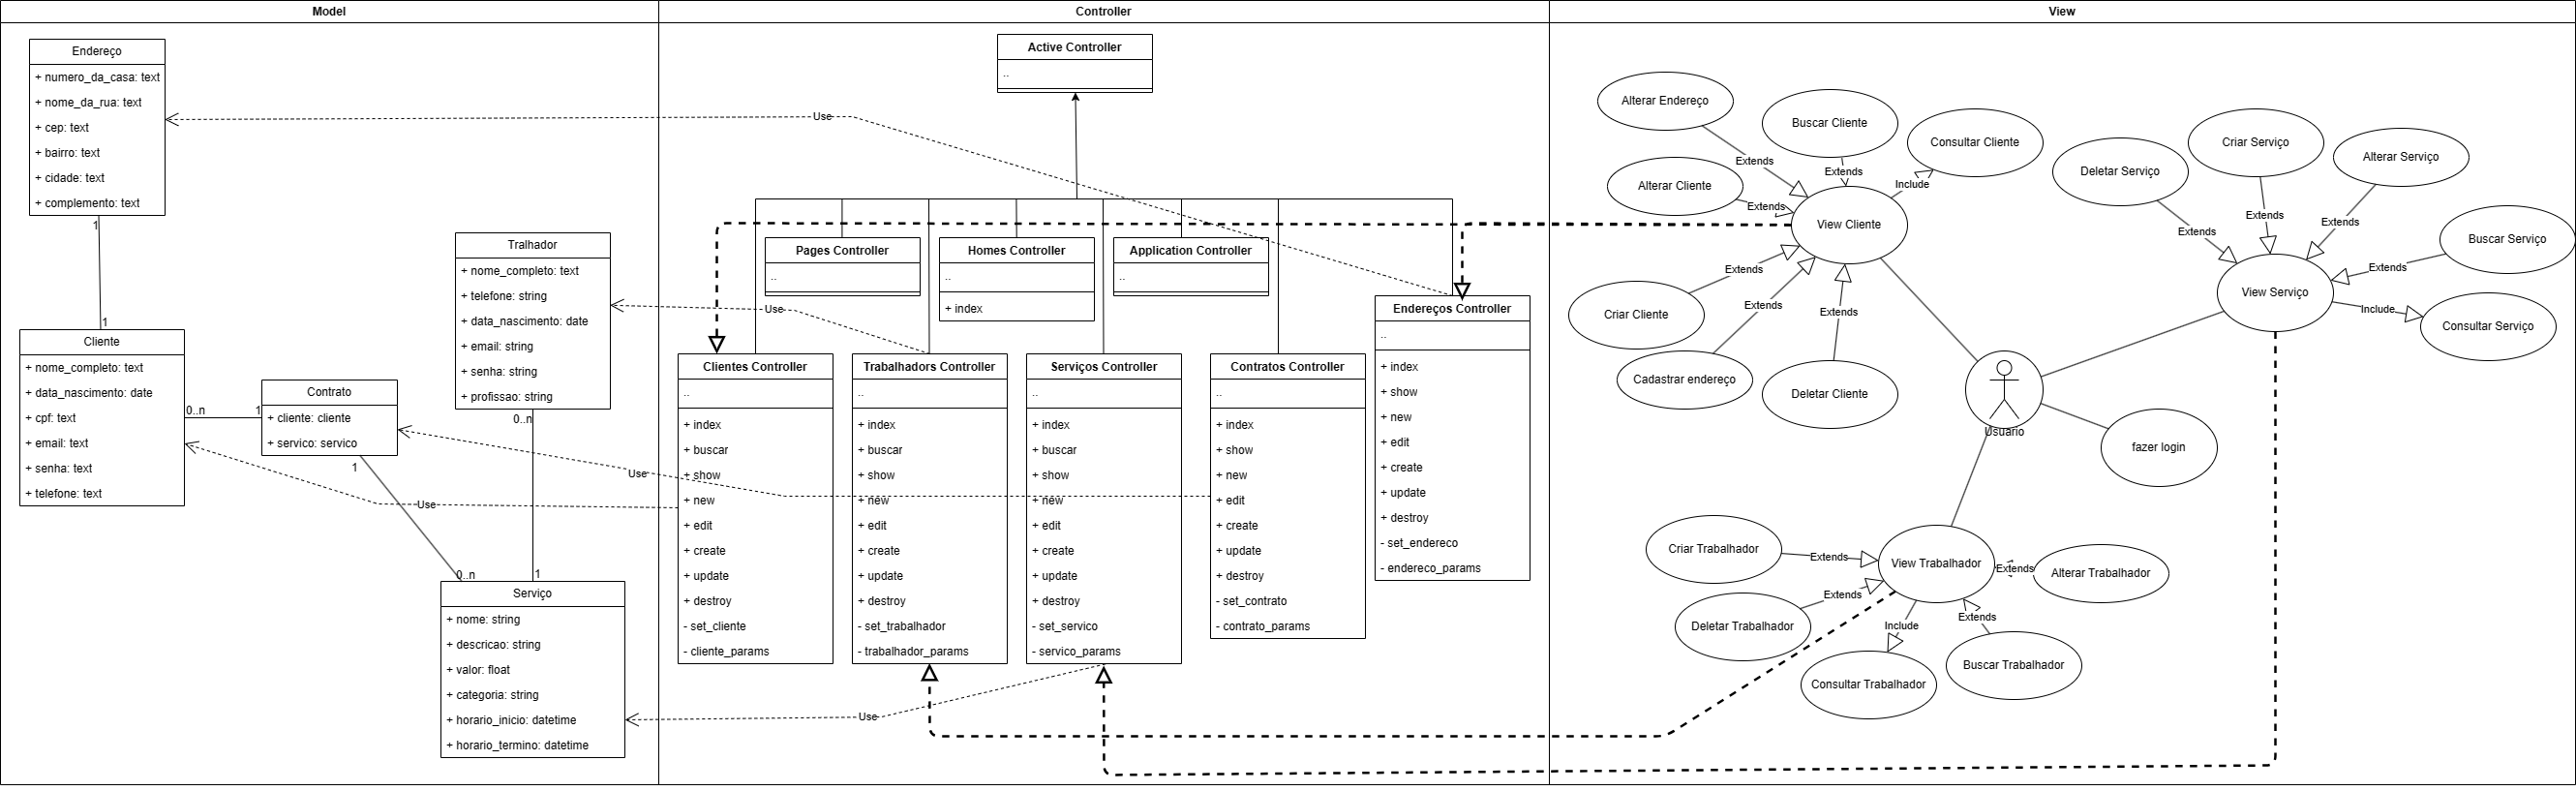 Model
Controller
View
Endereço
+ numero_da_casa: text
+ nome_da_rua: text
+ cep: text
+ bairro: text
+ cidade: text
+ complemento: text
1
1
Cliente
+ nome_completo: text
+ data_nascimento: date
+ cpf: text
+ email: text
+ senha: text
+ telefone: text
0..n
1
Contrato
+ cliente: cliente
+ servico: servico
1
0..n
Tralhador
+ nome_completo: text
+ telefone: string
+ data_nascimento: date
+ email: string
+ senha: string
+ profissao: string
0..n
1
Serviço
+ nome: string
+ descricao: string
+ valor: float
+ categoria: string
+ horario_inicio: datetime
+ horario_termino: datetime
Use
Use
Use
Use
Use
Active Controller
..
Pages Controller
..
Homes Controller
..
+ index
Application Controller
..
Clientes Controller
..
+ index
+ buscar
+ show
+ new
+ edit
+ create
+ update
+ destroy
- set_cliente
- cliente_params
Trabalhadors Controller
..
+ index
+ buscar
+ show
+ new
+ edit
+ create
+ update
+ destroy
- set_trabalhador
- trabalhador_params
Serviços Controller
..
+ index
+ buscar
+ show
+ new
+ edit
+ create
+ update
+ destroy
- set_servico
- servico_params
Contratos Controller
..
+ index
+ show
+ new
+ edit
+ create
+ update
+ destroy
- set_contrato
- contrato_params
Endereços Controller
..
+ index
+ show
+ new
+ edit
+ create
+ update
+ destroy
- set_endereco
- endereco_params
Alterar Endereço
Extends
Buscar Cliente
Extends
Consultar Cliente
Include
Alterar Cliente
Extends
View Cliente
Criar Cliente
Extends
Cadastrar endereço
Extends
Deletar Cliente
Extends
Deletar Serviço
Extends
Criar Serviço
Extends
Alterar Serviço
Extends
Buscar Serviço
Extends
View Serviço
Include
Consultar Serviço
Usuario
fazer login
Criar Trabalhador
Extends
View Trabalhador
Extends
Alterar Trabalhador
Deletar Trabalhador
Extends
Include
Consultar Trabalhador
Extends
Buscar Trabalhador